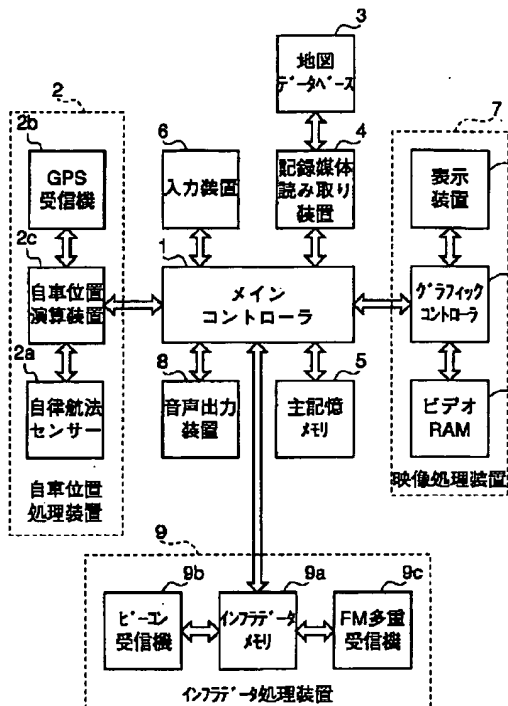 3
地図
データベース
2
7
2b
6
4
GPS
受信機
入力装置
記録媒体
読み取り
装置
表示
装置
2c
1
自車位置
演算装置
メイン
コントローラ
グラフィック
コントローラ
2a
8
5
自律航法
センサー
音声出力
装置
主記憶
メモリ
ビデオ
RAM
自車位置
処理装置
映像処理装置
9
9b
9a
9c
ビーコン
受信機
インフラデータ
メモリ
FM多重
受信機
インフラデータ処理装置